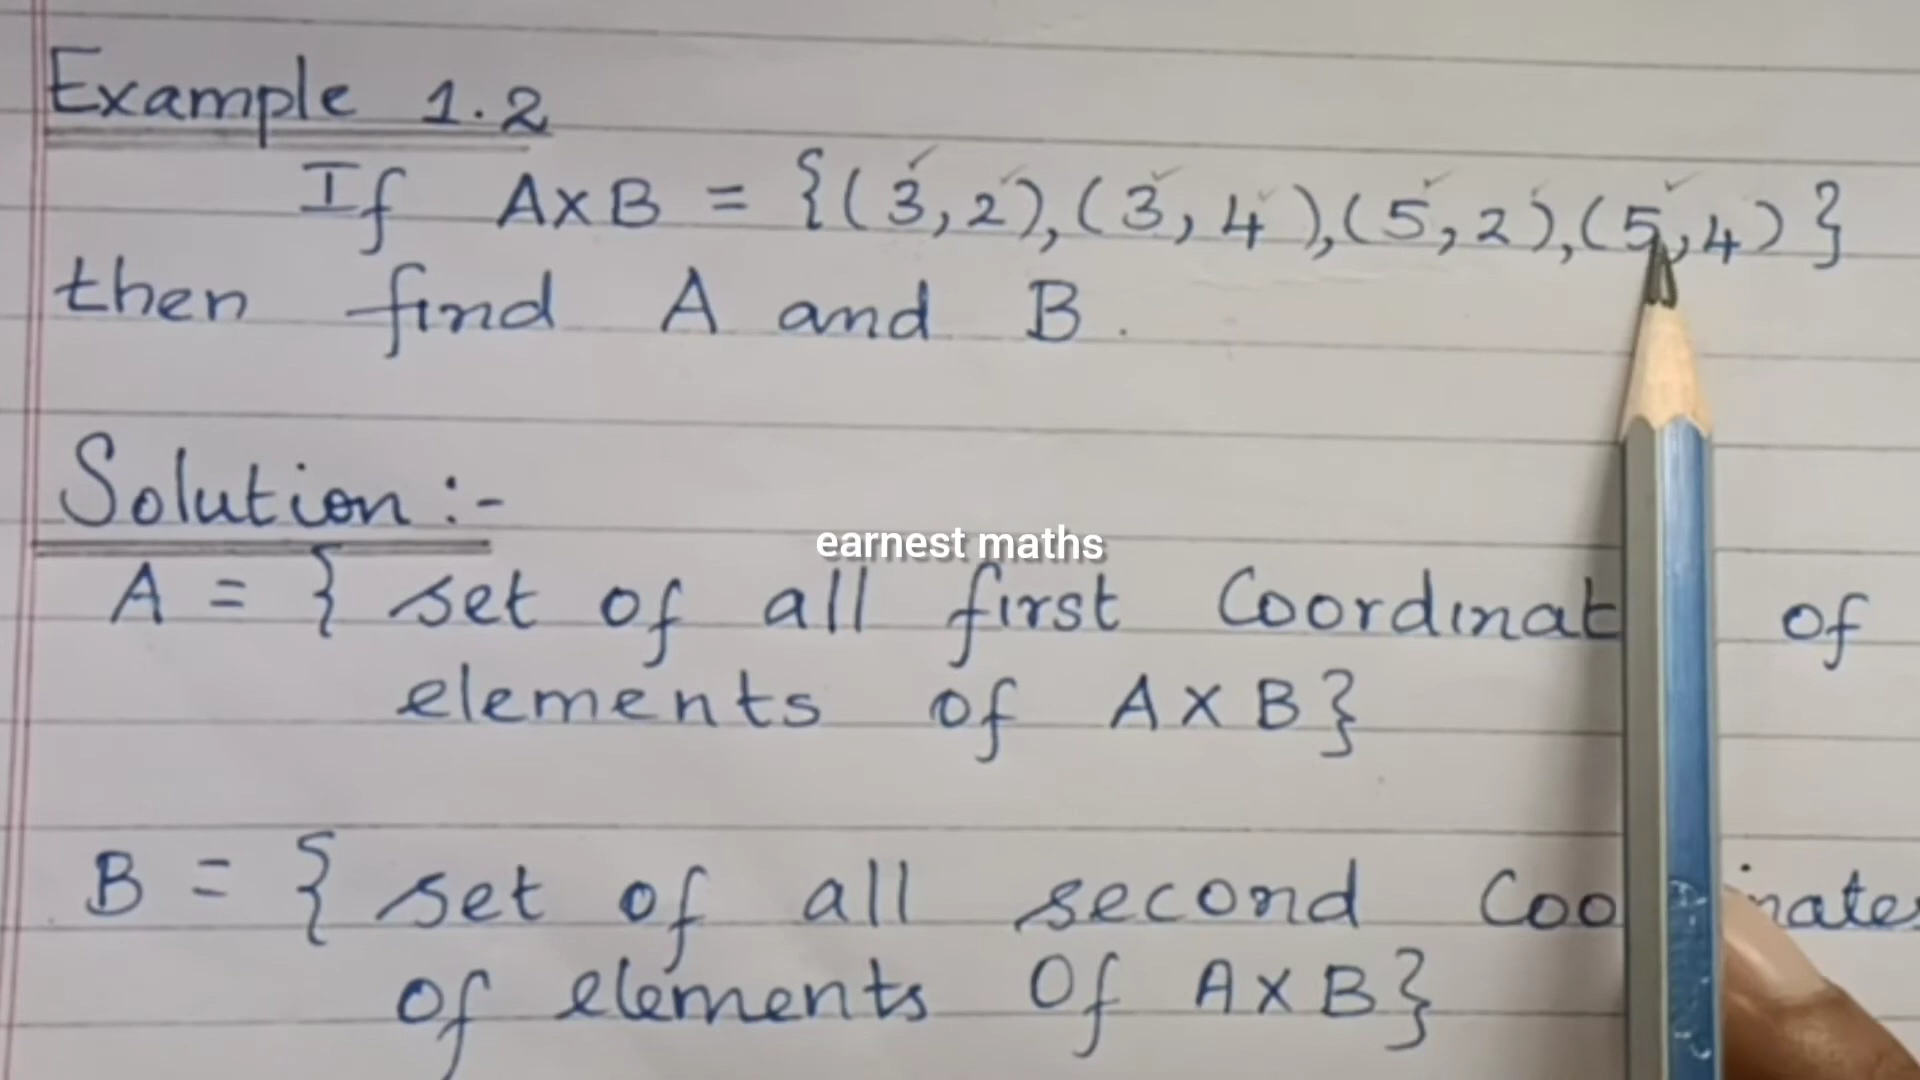 Example 1.2
If A×B = {(3,2),(3,4),(5,2),(5,4)}
then find A and B.
Solution :-
earnest maths
A = { set of all first Coordinat of
elements of A×B}
B = { set of all second
of elements Of A×B}